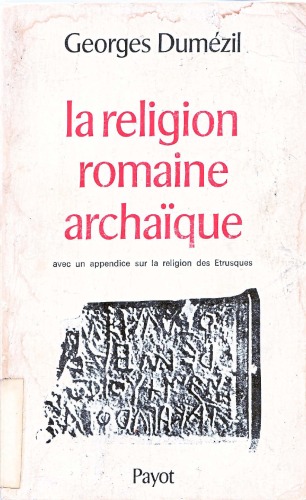 Georges Dumézil
la religion
romaine
archaïque
avec un appendice sur la religion des Etrusques
Payot